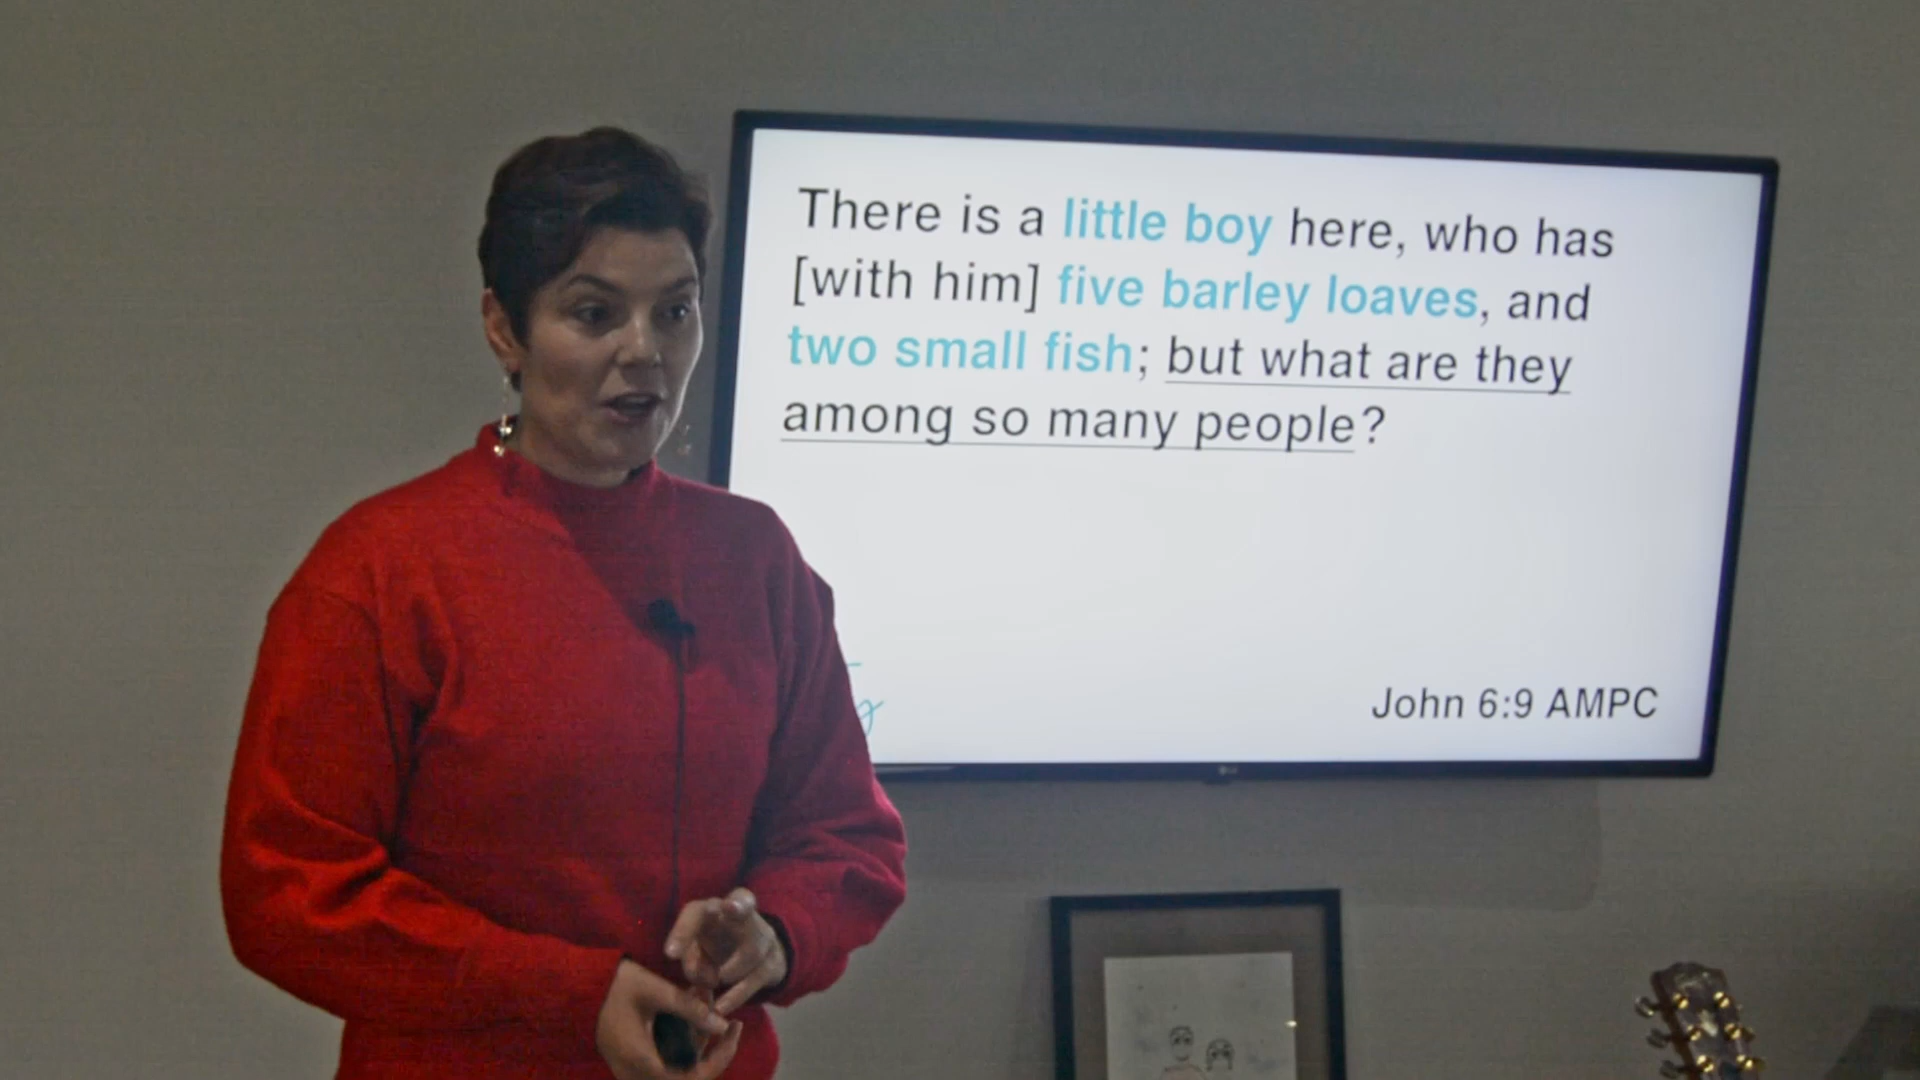 There is a little boy here, who has
[with him] five barley loaves, and
two small fish; but what are they
among so many people?
John 6:9 AMPC